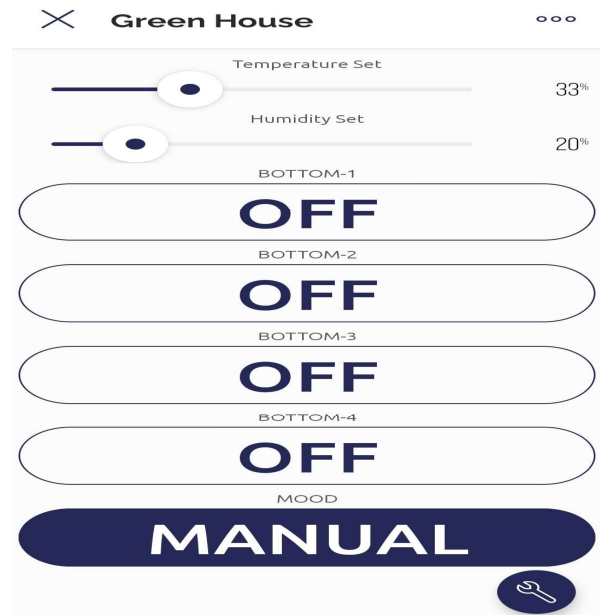 Green House
Temperature Set
33%
Humidity Set
20%
BOTTOM-1
OFF
BOTTOM-2
OFF
BOTTOM-3
OFF
BOTTOM-4
OFF
MOOD
MANUAL